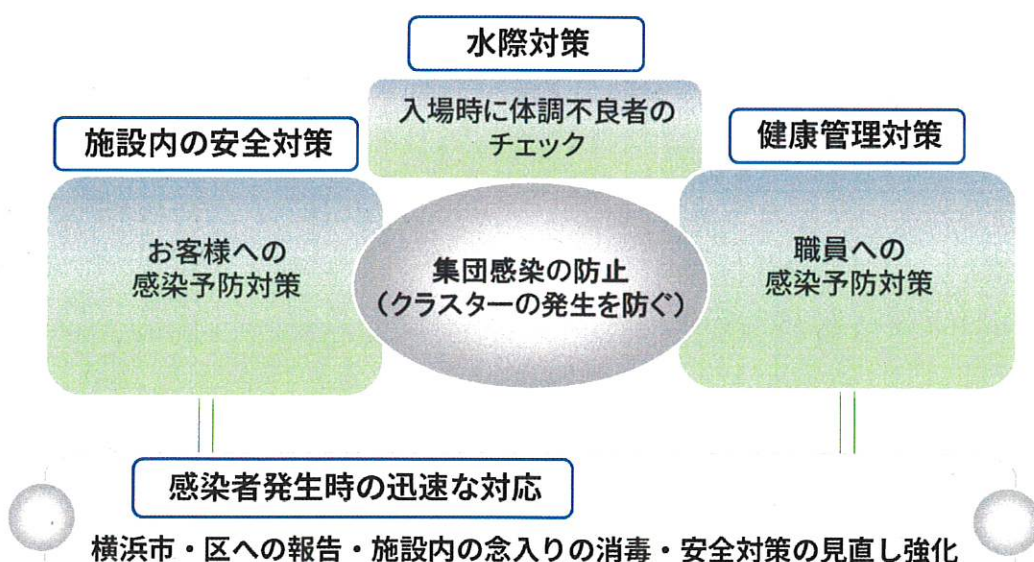 水際対策
入場時に体調不良者の
チェック
施設内の安全対策
お客様への
感染予防対策
健康管理対策
職員への
感染予防対策
集団感染の防止
（クラスターの発生を防ぐ）
感染者発生時の迅速な対応
横浜市・区への報告・施設内の念入りの消毒・安全対策の見直し強化